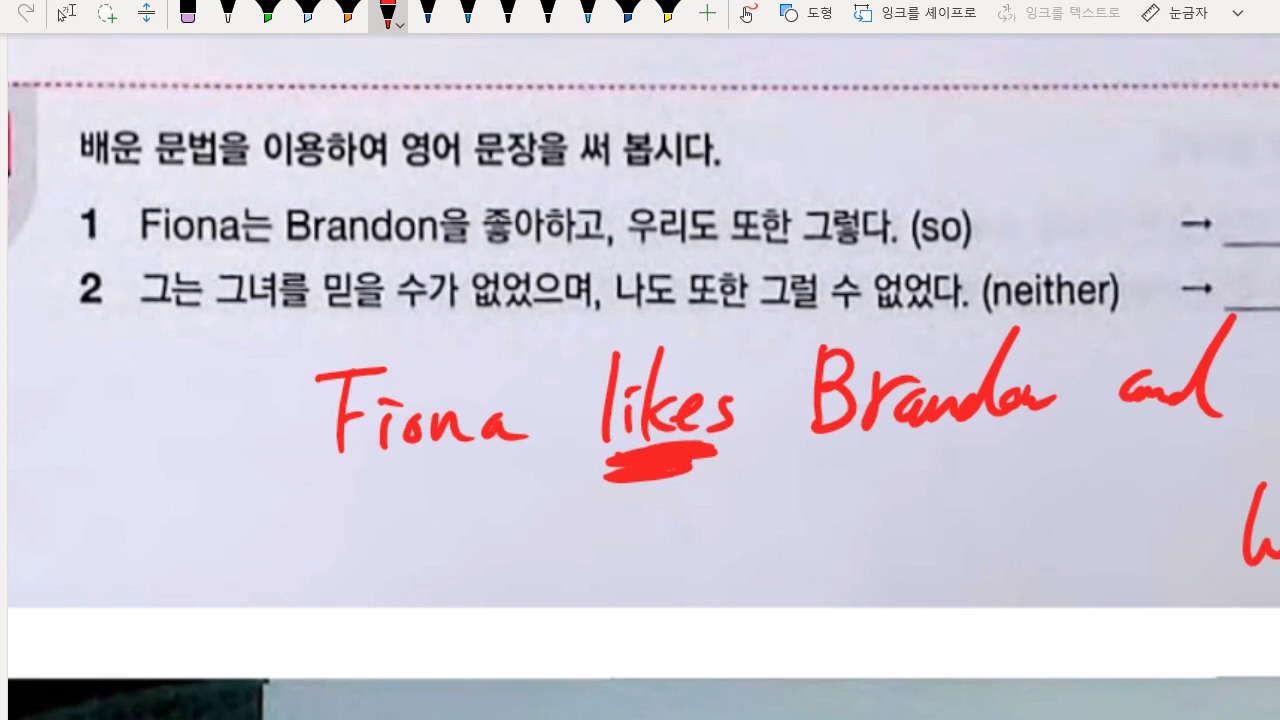 도형
잉크를 셰이프로
잉크를 텍스트로
눈금자
배운 문법을 이용하여 영어 문장을 써 봅시다.
1 Fiona는 Brandon을 좋아하고, 우리도 또한 그렇다. (so) →
2 그는 그녀를 믿을 수가 없었으며, 나도 또한 그럴 수 없었다. (neither) →
Fiona likes Brandon and